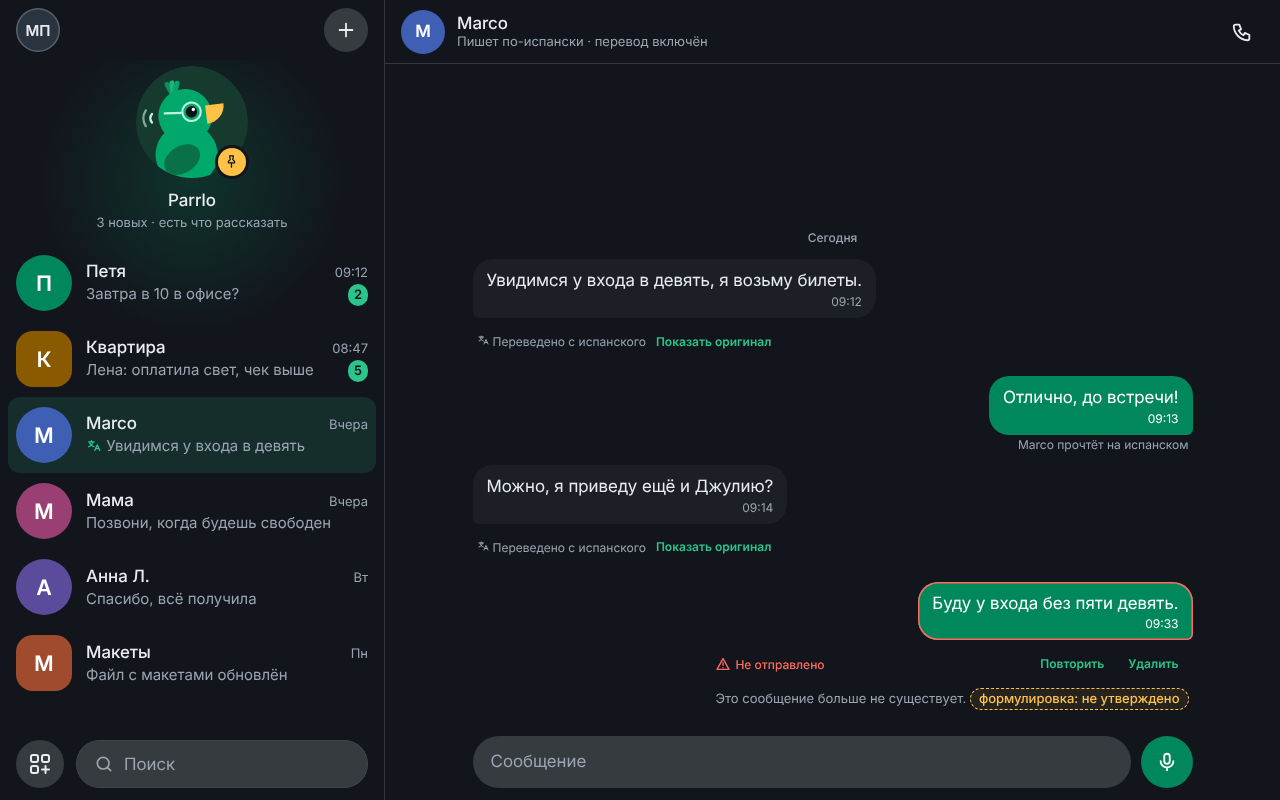 МП
Parrlo
3 новых · есть что рассказать
П
Петя
09:12
Завтра в 10 в офисе?
2
К
Квартира
08:47
Лена: оплатила свет, чек выше
5
M
Marco
Вчера
Увидимся у входа в девять
М
Мама
Вчера
Позвони, когда будешь свободен
А
Анна Л.
Вт
Спасибо, всё получила
М
Макеты
Пн
Файл с макетами обновлён
Поиск
M
Marco
Пишет по-испански · перевод включён
Сегодня
Увидимся у входа в девять, я возьму билеты.
09:12
Переведено с испанского Показать оригинал
Отлично, до встречи!
09:13
Marco прочтёт на испанском
Можно, я приведу ещё и Джулию?
09:14
Переведено с испанского Показать оригинал
Буду у входа без пяти девять.
09:33
Не отправлено Повторить Удалить
Это сообщение больше не существует. формулировка: не утверждено
Сообщение